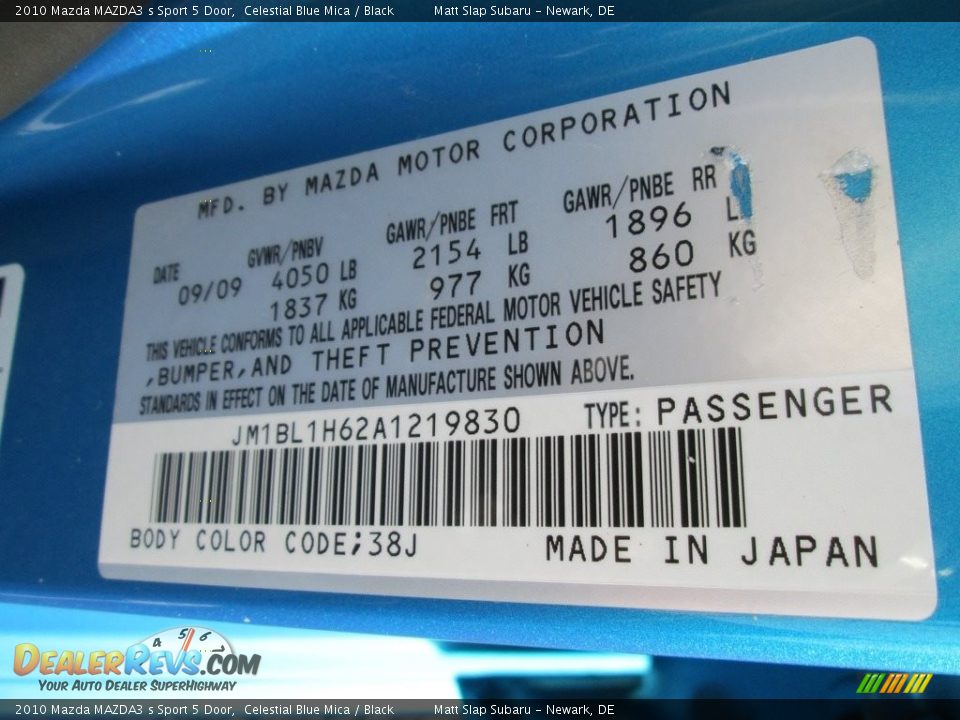 2010 Mazda MAZDA3 s Sport 5 Door, Celestial Blue Mica / Black Matt Slap Subaru - Newark, DE
MFD. BY MAZDA MOTOR CORPORATION
DATE GVWR/PNBV GAWR/PNBE FRT GAWR/PNBE RR
09/09 4050 LB 2154 LB 1896 L
1837 KG 977 KG 860 KG
THIS VEHICLE CONFORMS TO ALL APPLICABLE FEDERAL MOTOR VEHICLE SAFETY
,BUMPER,AND THEFT PREVENTION
STANDARDS IN EFFECT ON THE DATE OF MANUFACTURE SHOWN ABOVE.
JM1BL1H62A1219830 TYPE: PASSENGER
BODY COLOR CODE;38J MADE IN JAPAN
4 5 6
DEALERREVS.COM
YOUR AUTO DEALER SUPERHIGHWAY
2010 Mazda MAZDA3 s Sport 5 Door, Celestial Blue Mica / Black Matt Slap Subaru - Newark, DE